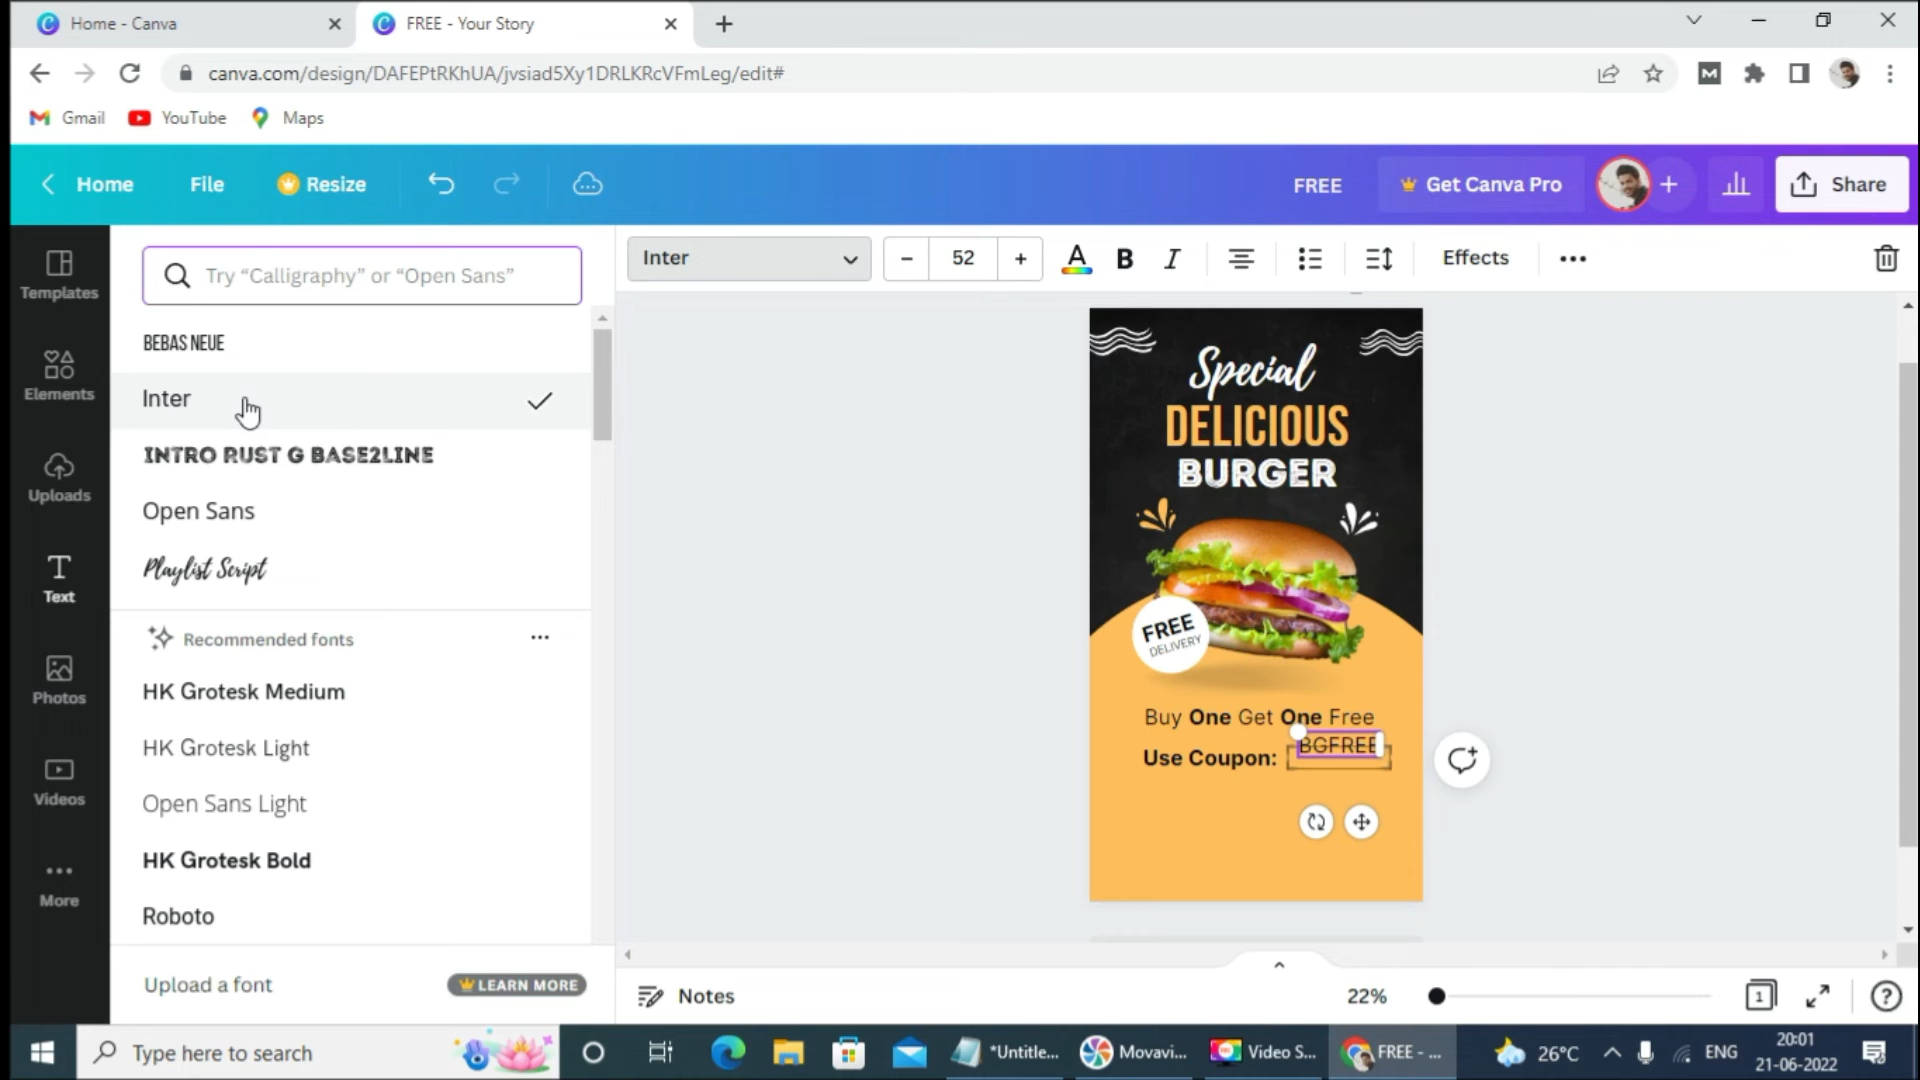 Home - Canva
FREE - Your Story
canva.com/design/DAFEPtRKhUA/jvsiad5Xy1DRLKRcVFmLeg/edit#
Gmail YouTube Maps
Home File Resize FREE Get Canva Pro Share
Templates
Elements
Uploads
Text
Photos
Videos
More
Try “Calligraphy” or “Open Sans”
BEBAS NEUE
Inter
INTRO RUST G BASE2LINE
Open Sans
Playlist Script
Recommended fonts
HK Grotesk Medium
HK Grotesk Light
Open Sans Light
HK Grotesk Bold
Roboto
Upload a font LEARN MORE
Inter 52 A B I Effects
Special
DELICIOUS
BURGER
FREE
DELIVERY
Buy One Get One Free
Use Coupon: BGFREE
Notes 22% 1
Type here to search
*Untitle... Movavi... Video S... FREE - ...
26°C ENG
20:01
21-06-2022